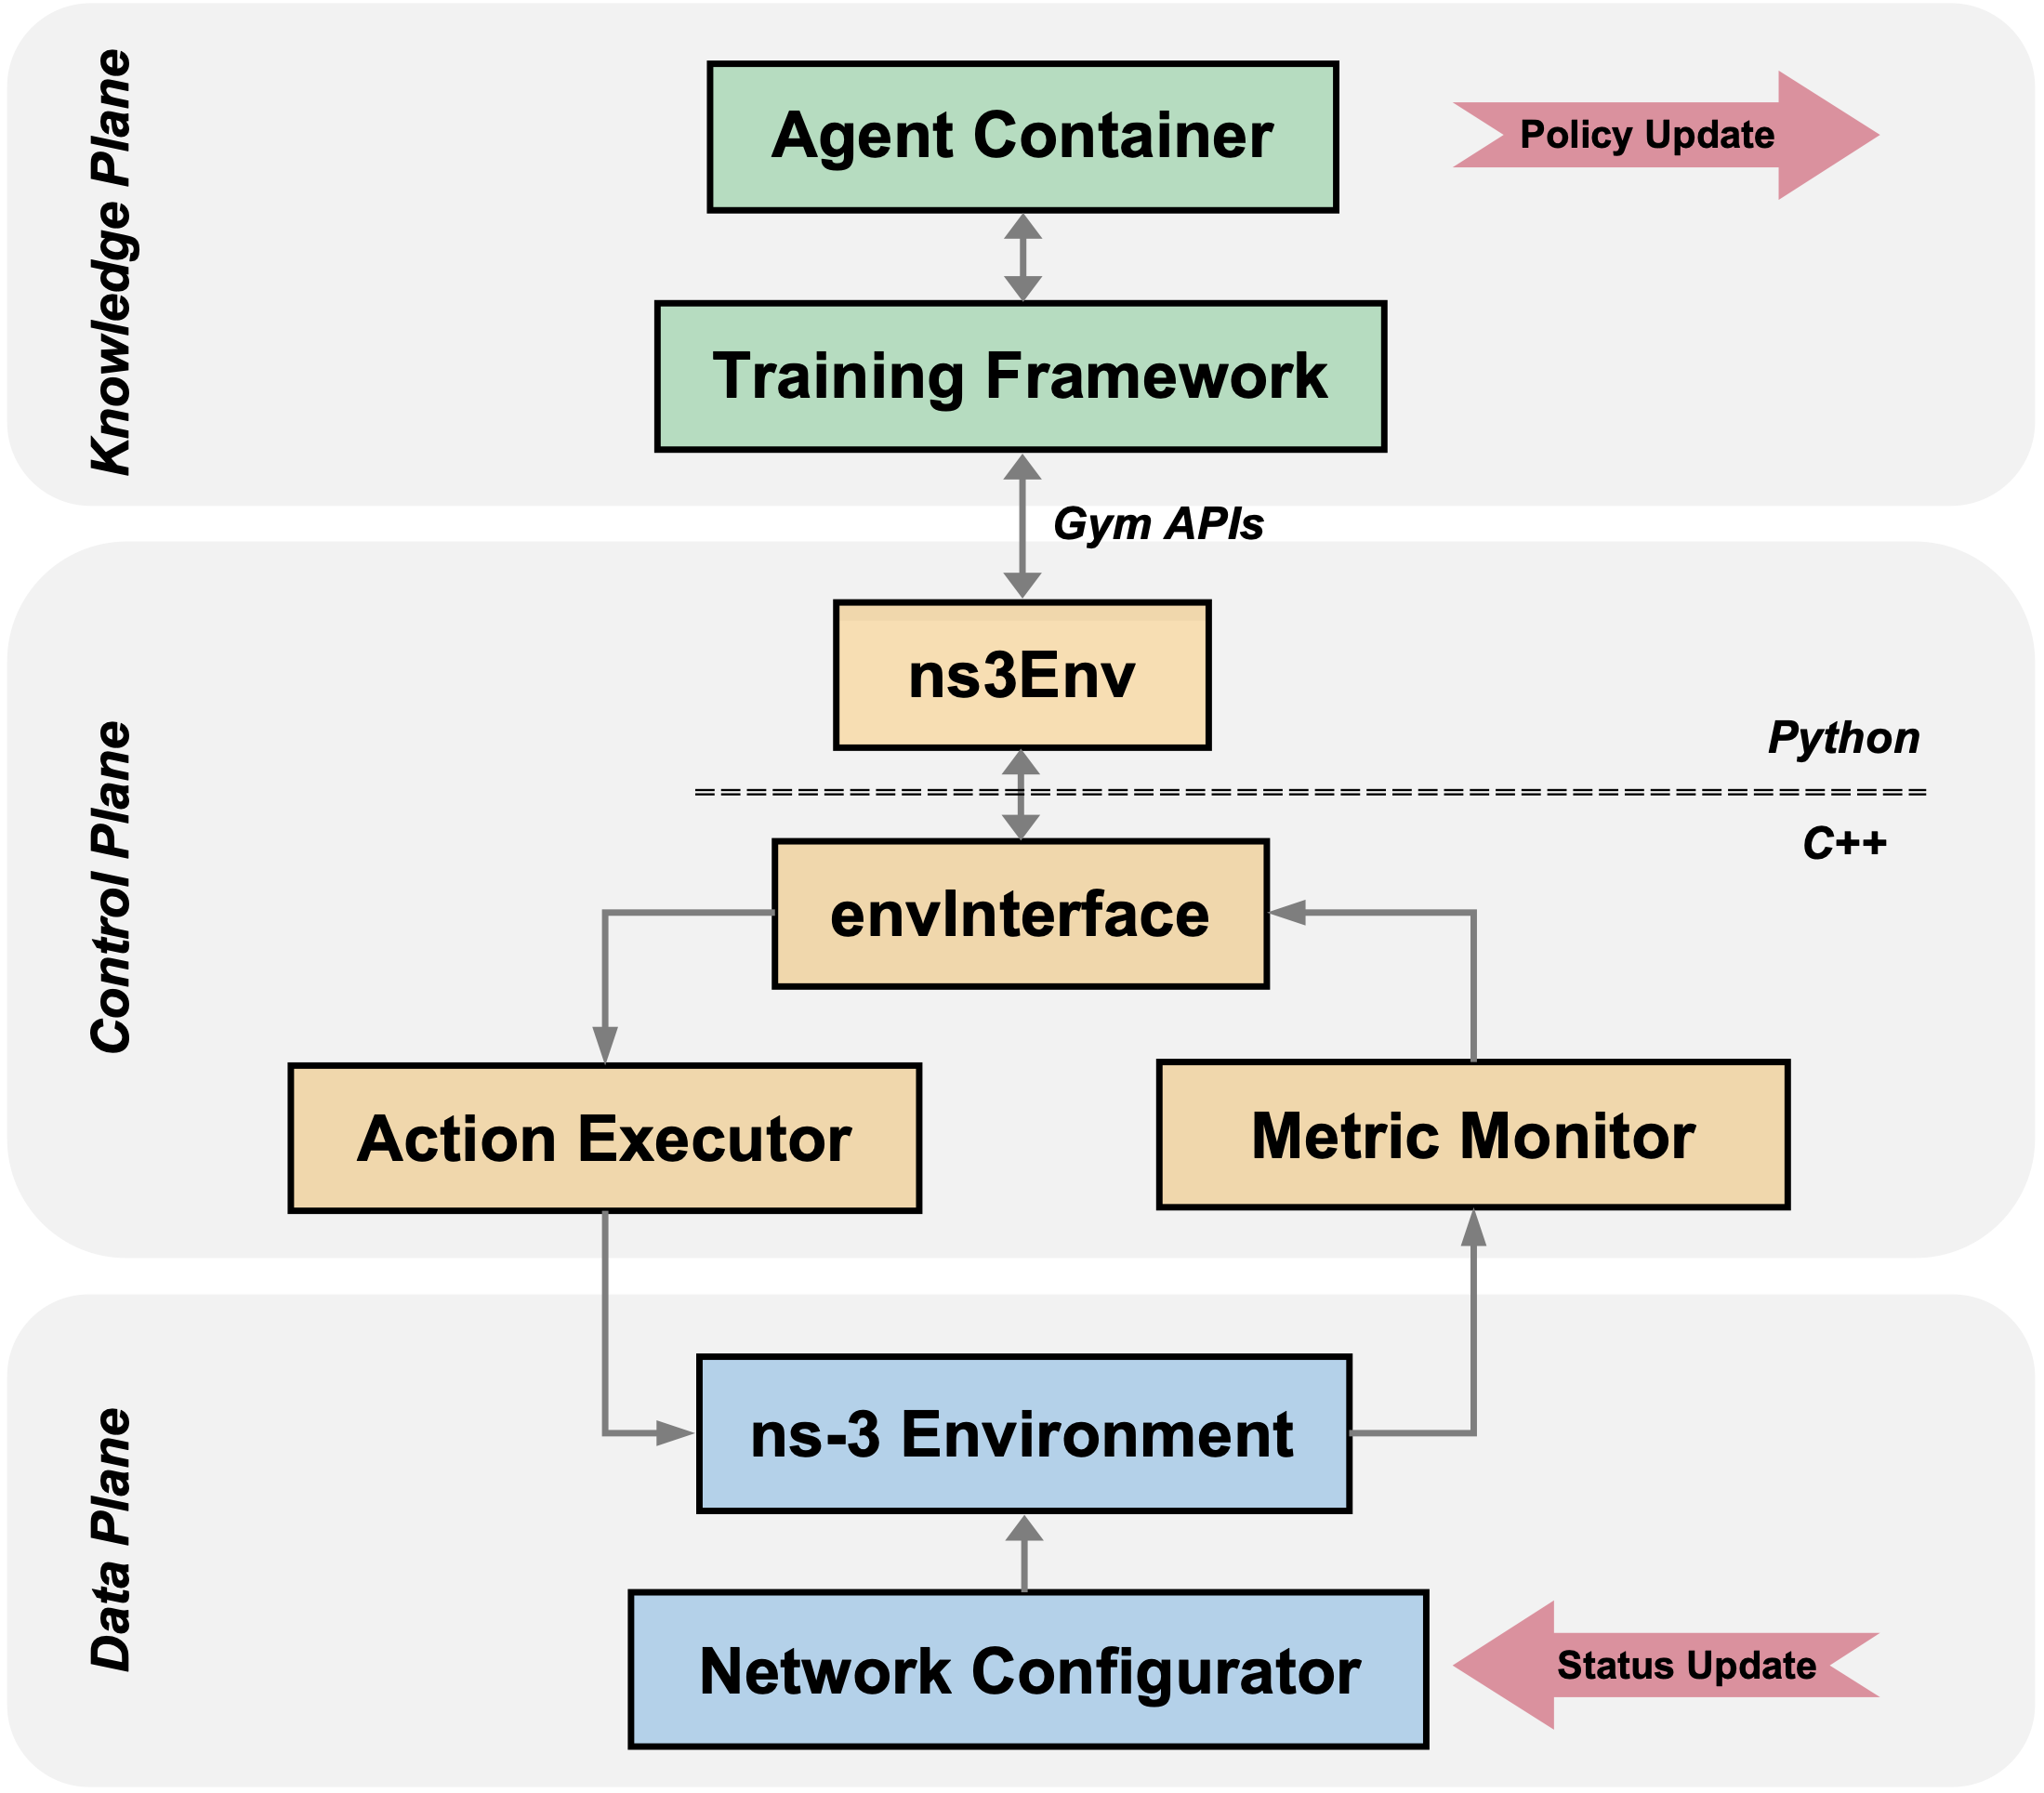 Knowledge Plane
Agent Container
Policy Update
Training Framework
Gym APIs
Control Plane
ns3Env
Python
C++
envInterface
Action Executor
Metric Monitor
Data Plane
ns-3 Environment
Network Configurator
Status Update